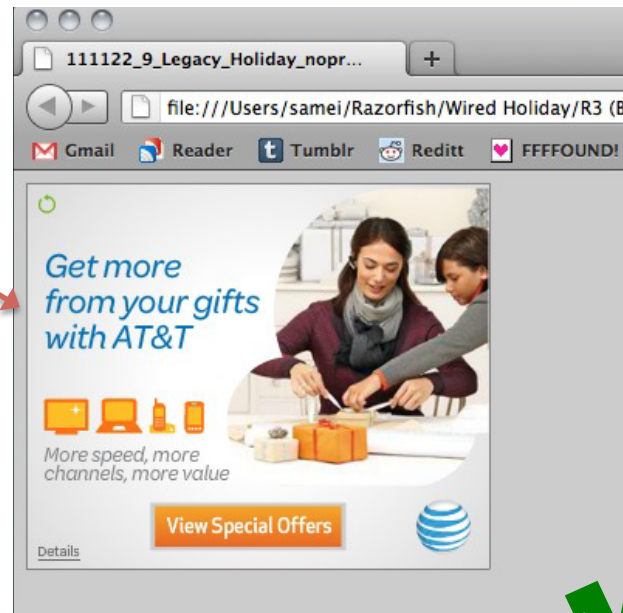 111122_9_Legacy_Holiday_nopr...
file:///Users/samei/Razorfish/Wired Holiday/R3 (B
Gmail Reader Tumblr Reditt FFFFOUND!
Get more
from your gifts
with AT&T
More speed, more
channels, more value
View Special Offers
Details